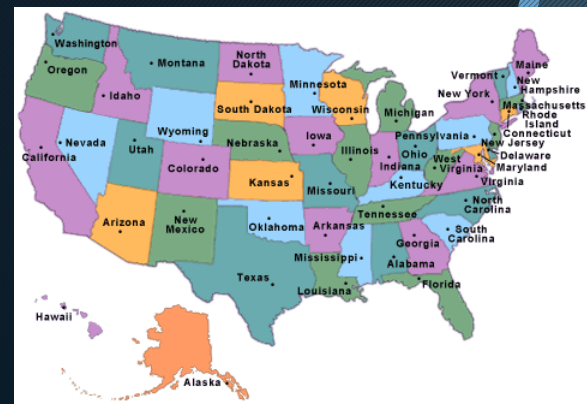 Washington
Oregon
Idaho
Montana
North
Dakota
Minnesota
South Dakota
Wisconsin
Michigan
Vermont
Maine
New
Hampshire
New York
Massachusetts
Rhode
Island
Connecticut
New Jersey
Delaware
Maryland
Pennsylvania
Wyoming
Iowa
Nebraska
Nevada
Utah
California
Colorado
Kansas
Missouri
Illinois
Indiana
Ohio
West
Virginia
Virginia
Kentucky
North
Carolina
Tennessee
South
Carolina
Arizona
New
Mexico
Oklahoma
Arkansas
Mississippi
Georgia
Alabama
Texas
Louisiana
Florida
Hawaii
Alaska